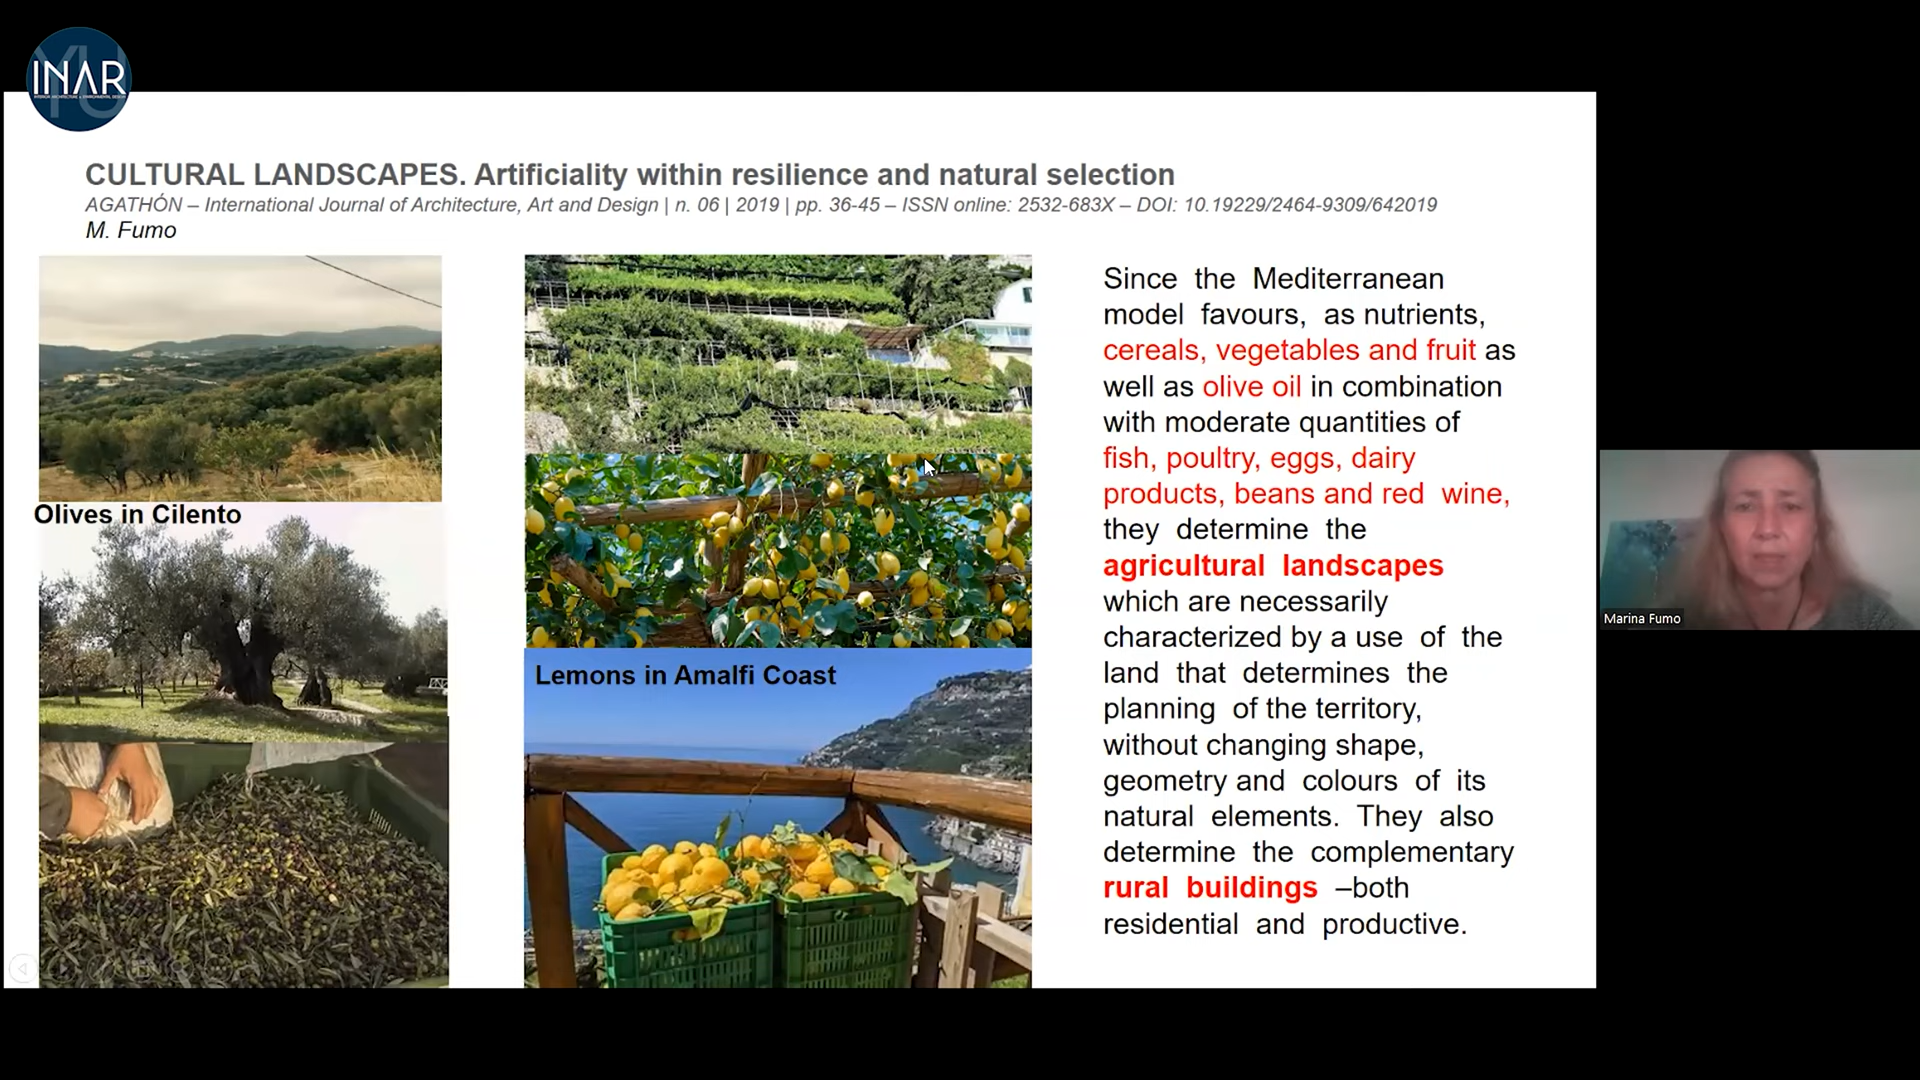 INAR
CULTURAL LANDSCAPES. Artificiality within resilience and natural selection
AGATHÓN – International Journal of Architecture, Art and Design | n. 06 | 2019 | pp. 36-45 – ISSN online: 2532-683X – DOI: 10.19229/2464-9309/642019
M. Fumo
Olives in Cilento
Lemons in Amalfi Coast
Since the Mediterranean
model favours, as nutrients,
cereals, vegetables and fruit as
well as olive oil in combination
with moderate quantities of
fish, poultry, eggs, dairy
products, beans and red wine,
they determine the
agricultural landscapes
which are necessarily
characterized by a use of the
land that determines the
planning of the territory,
without changing shape,
geometry and colours of its
natural elements. They also
determine the complementary
rural buildings –both
residential and productive.
Marina Fumo